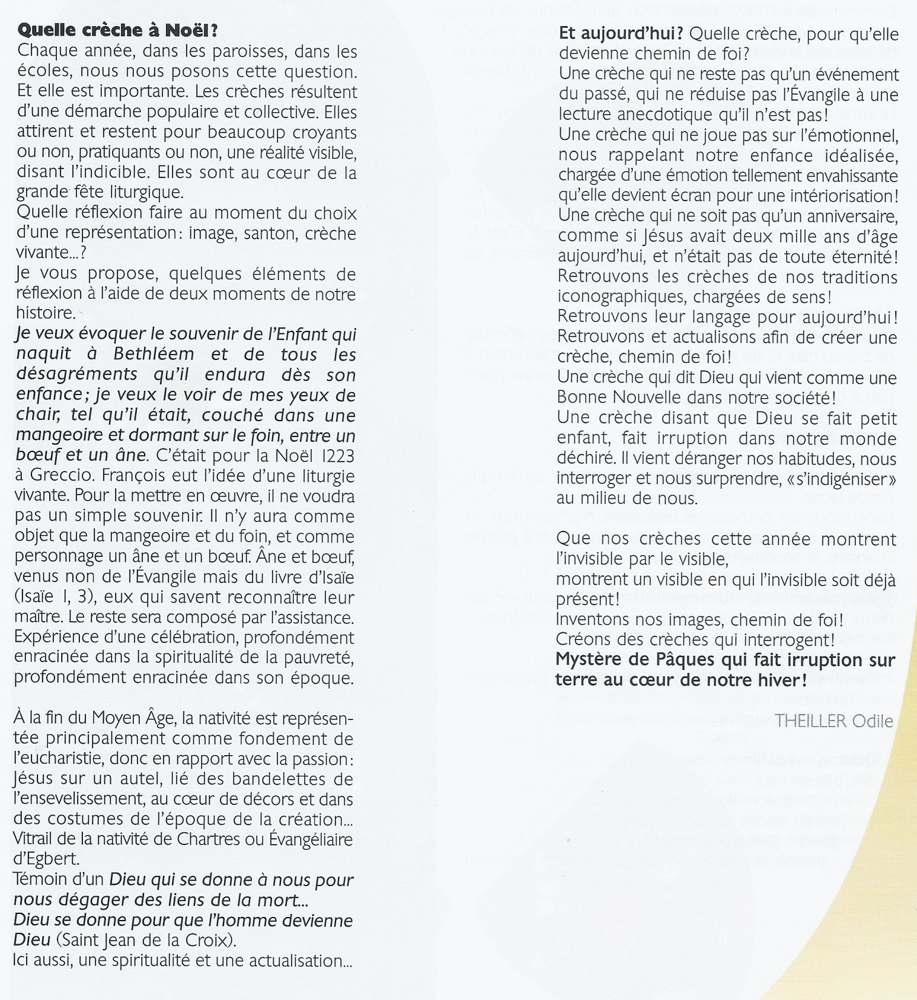 Quelle crèche à Noël?
Chaque année, dans les paroisses, dans les
écoles, nous nous posons cette question.
Et elle est importante. Les crèches résultent
d'une démarche populaire et collective. Elles
attirent et restent pour beaucoup croyants
ou non, pratiquants ou non, une réalité visible,
disant l'indicible. Elles sont au cœur de la
grande fête liturgique.
Quelle réflexion faire au moment du choix
d'une représentation: image, santon, crèche
vivante...?
Je vous propose, quelques éléments de
réflexion à l'aide de deux moments de notre
histoire.
Je veux évoquer le souvenir de l'Enfant qui
naquit à Bethléem et de tous les
désagréments qu'il endura dès son
enfance; je veux le voir de mes yeux de
chair, tel qu'il était, couché dans une
mangeoire et dormant sur le foin, entre un
bœuf et un âne. C'était pour la Noël 1223
à Greccio. François eut l'idée d'une liturgie
vivante. Pour la mettre en œuvre, il ne voudra
pas un simple souvenir. Il n'y aura comme
objet que la mangeoire et du foin, et comme
personnage un âne et un bœuf. Âne et bœuf,
venus non de l'Évangile mais du livre d'Isaïe
(Isaïe 1, 3), eux qui savent reconnaître leur
maître. Le reste sera composé par l'assistance.
Expérience d'une célébration, profondément
enracinée dans la spiritualité de la pauvreté,
profondément enracinée dans son époque.
À la fin du Moyen Âge, la nativité est représen-
tée principalement comme fondement de
l'eucharistie, donc en rapport avec la passion:
Jésus sur un autel, lié des bandelettes de
l'ensevelissement, au cœur de décors et dans
des costumes de l'époque de la création...
Vitrail de la nativité de Chartres ou Évangéliaire
d'Egbert.
Témoin d'un Dieu qui se donne à nous pour
nous dégager des liens de la mort...
Dieu se donne pour que l'homme devienne
Dieu (Saint Jean de la Croix).
Ici aussi, une spiritualité et une actualisation...
Et aujourd'hui? Quelle crèche, pour qu'elle
devienne chemin de foi?
Une crèche qui ne reste pas qu'un événement
du passé, qui ne réduise pas l'Évangile à une
lecture anecdotique qu'il n'est pas!
Une crèche qui ne joue pas sur l'émotionnel,
nous rappelant notre enfance idéalisée,
chargée d'une émotion tellement envahissante
qu'elle devient écran pour une intériorisation!
Une crèche qui ne soit pas qu'un anniversaire,
comme si Jésus avait deux mille ans d'âge
aujourd'hui, et n'était pas de toute éternité!
Retrouvons les crèches de nos traditions
iconographiques, chargées de sens!
Retrouvons leur langage pour aujourd'hui!
Retrouvons et actualisons afin de créer une
crèche, chemin de foi!
Une crèche qui dit Dieu qui vient comme une
Bonne Nouvelle dans notre société!
Une crèche disant que Dieu se fait petit
enfant, fait irruption dans notre monde
déchiré. Il vient déranger nos habitudes, nous
interroger et nous surprendre, «s'indigéniser»
au milieu de nous.
Que nos crèches cette année montrent
l'invisible par le visible,
montrent un visible en qui l'invisible soit déjà
présent!
Inventons nos images, chemin de foi!
Créons des crèches qui interrogent!
Mystère de Pâques qui fait irruption sur
terre au cœur de notre hiver!
THEILLER Odile